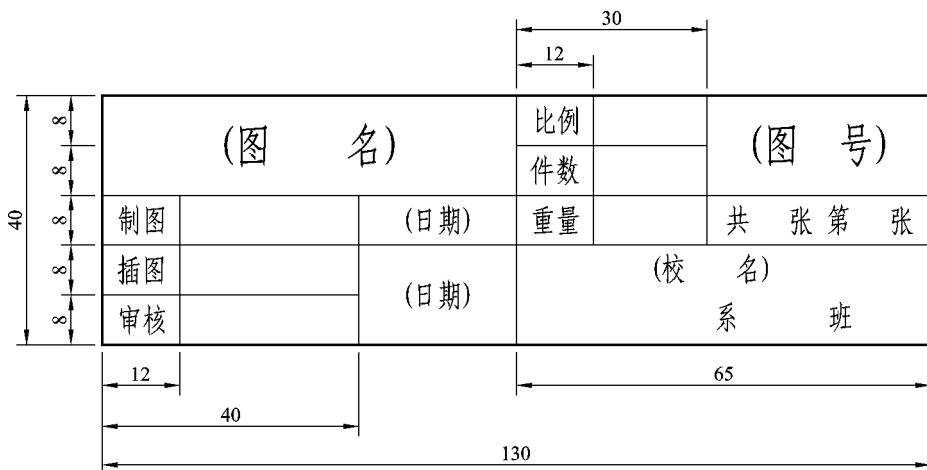 30
12
(图 名) 比例 (图 号)
件数
制图 (日期) 重量 共 张 第 张
插图 (日期) (校 名)
审核 系 班
8
8
8
8
8
40
12
65
40
130